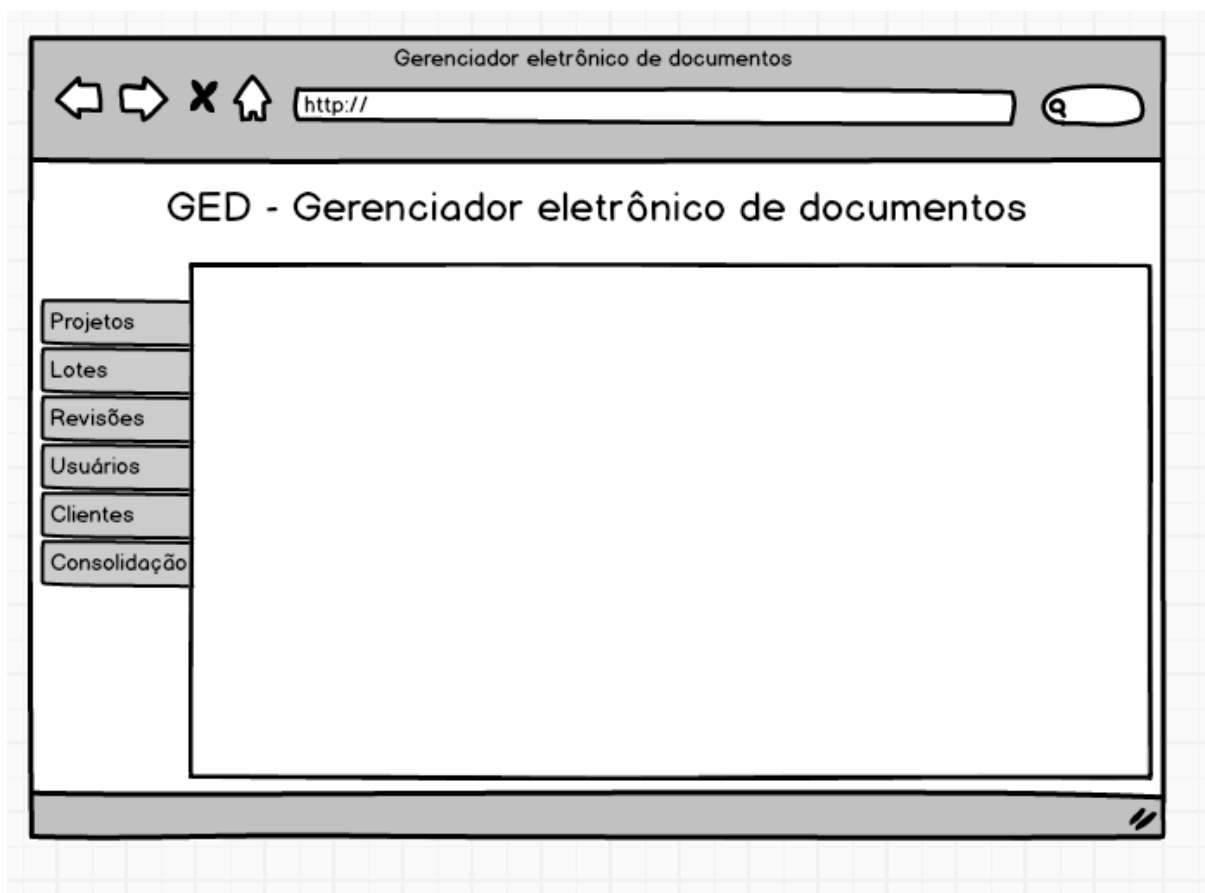 Gerenciador eletrônico de documentos
http://
GED - Gerenciador eletrônico de documentos
Projetos
Lotes
Revisões
Usuários
Clientes
Consolidação